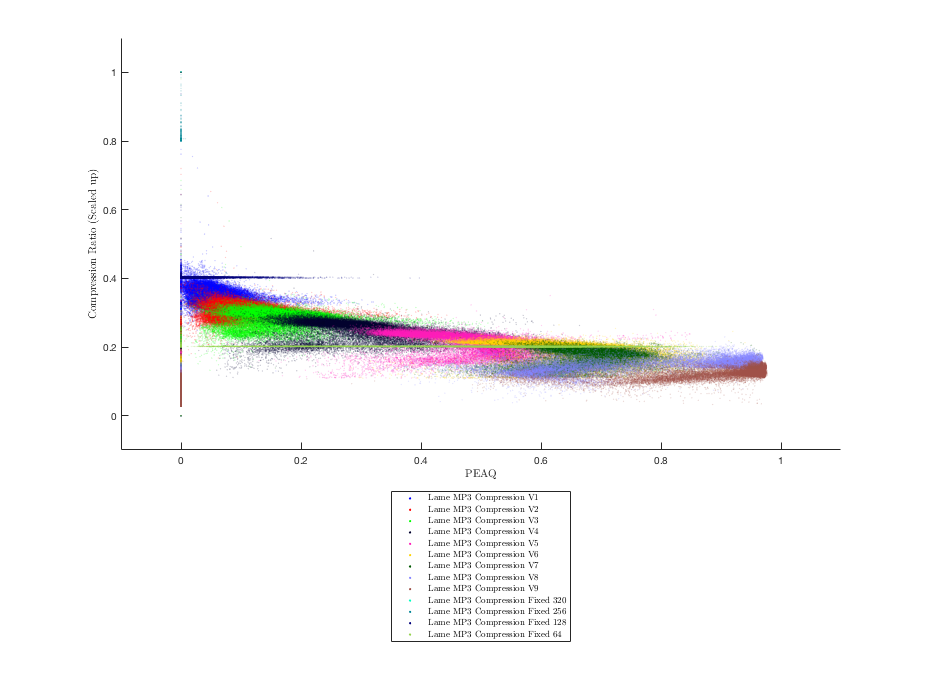 1
0.8
0.6
0.4
0.2
0
Compression Ratio (Scaled up)
0 0.2 0.4 0.6 0.8 1
PEAQ
Lame MP3 Compression V1
Lame MP3 Compression V2
Lame MP3 Compression V3
Lame MP3 Compression V4
Lame MP3 Compression V5
Lame MP3 Compression V6
Lame MP3 Compression V7
Lame MP3 Compression V8
Lame MP3 Compression V9
Lame MP3 Compression Fixed 320
Lame MP3 Compression Fixed 256
Lame MP3 Compression Fixed 128
Lame MP3 Compression Fixed 64